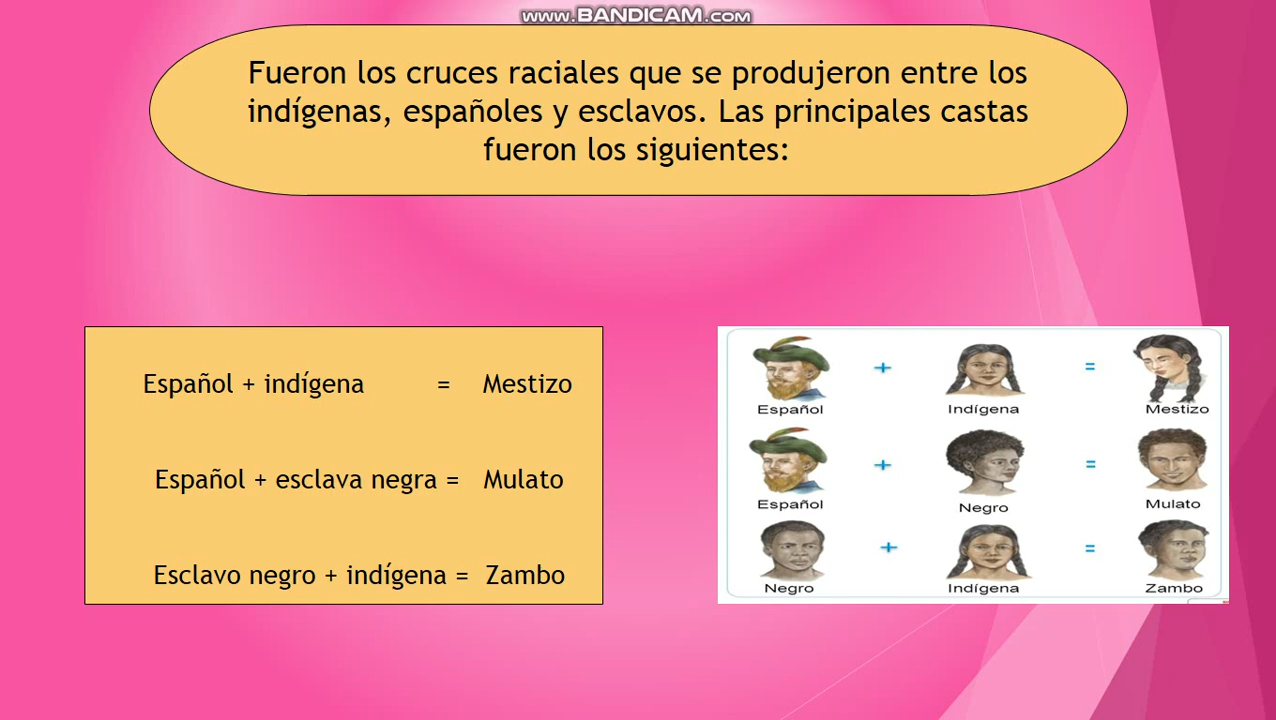 www.BANDICAM.com
Fueron los cruces raciales que se produjeron entre los
indígenas, españoles y esclavos. Las principales castas
fueron los siguientes:
Español + indígena = Mestizo
Español + esclava negra = Mulato
Esclavo negro + indígena = Zambo
+ =
Español Indígena Mestizo
+ =
Español Negro Mulato
+ =
Negro Indígena Zambo